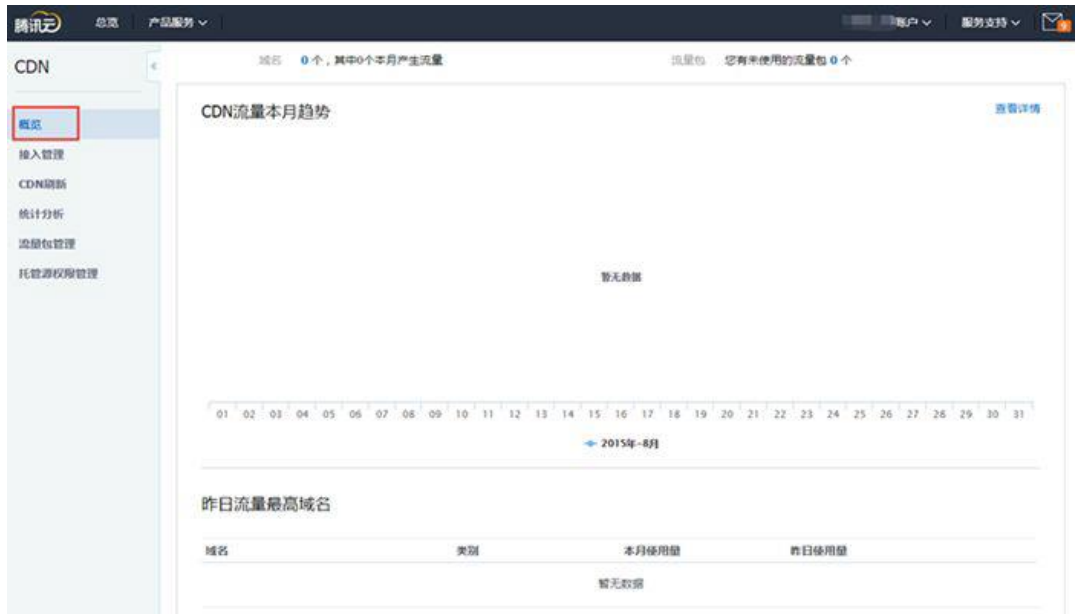 腾讯云 总览 产品服务 账户 服务支持
CDN
域名 0个，其中0个本月产生流量 流量包 您有未使用的流量包 0 个
CDN流量本月趋势 查看详情
概览
接入管理
CDN刷新
统计分析
流量包管理
托管源权限管理
暂无数据
01 02 03 04 05 06 07 08 09 10 11 12 13 14 15 16 17 18 19 20 21 22 23 24 25 26 27 28 29 30 31
2015年-8月
昨日流量最高域名
域名 类别 本月使用量 昨日使用量
暂无数据